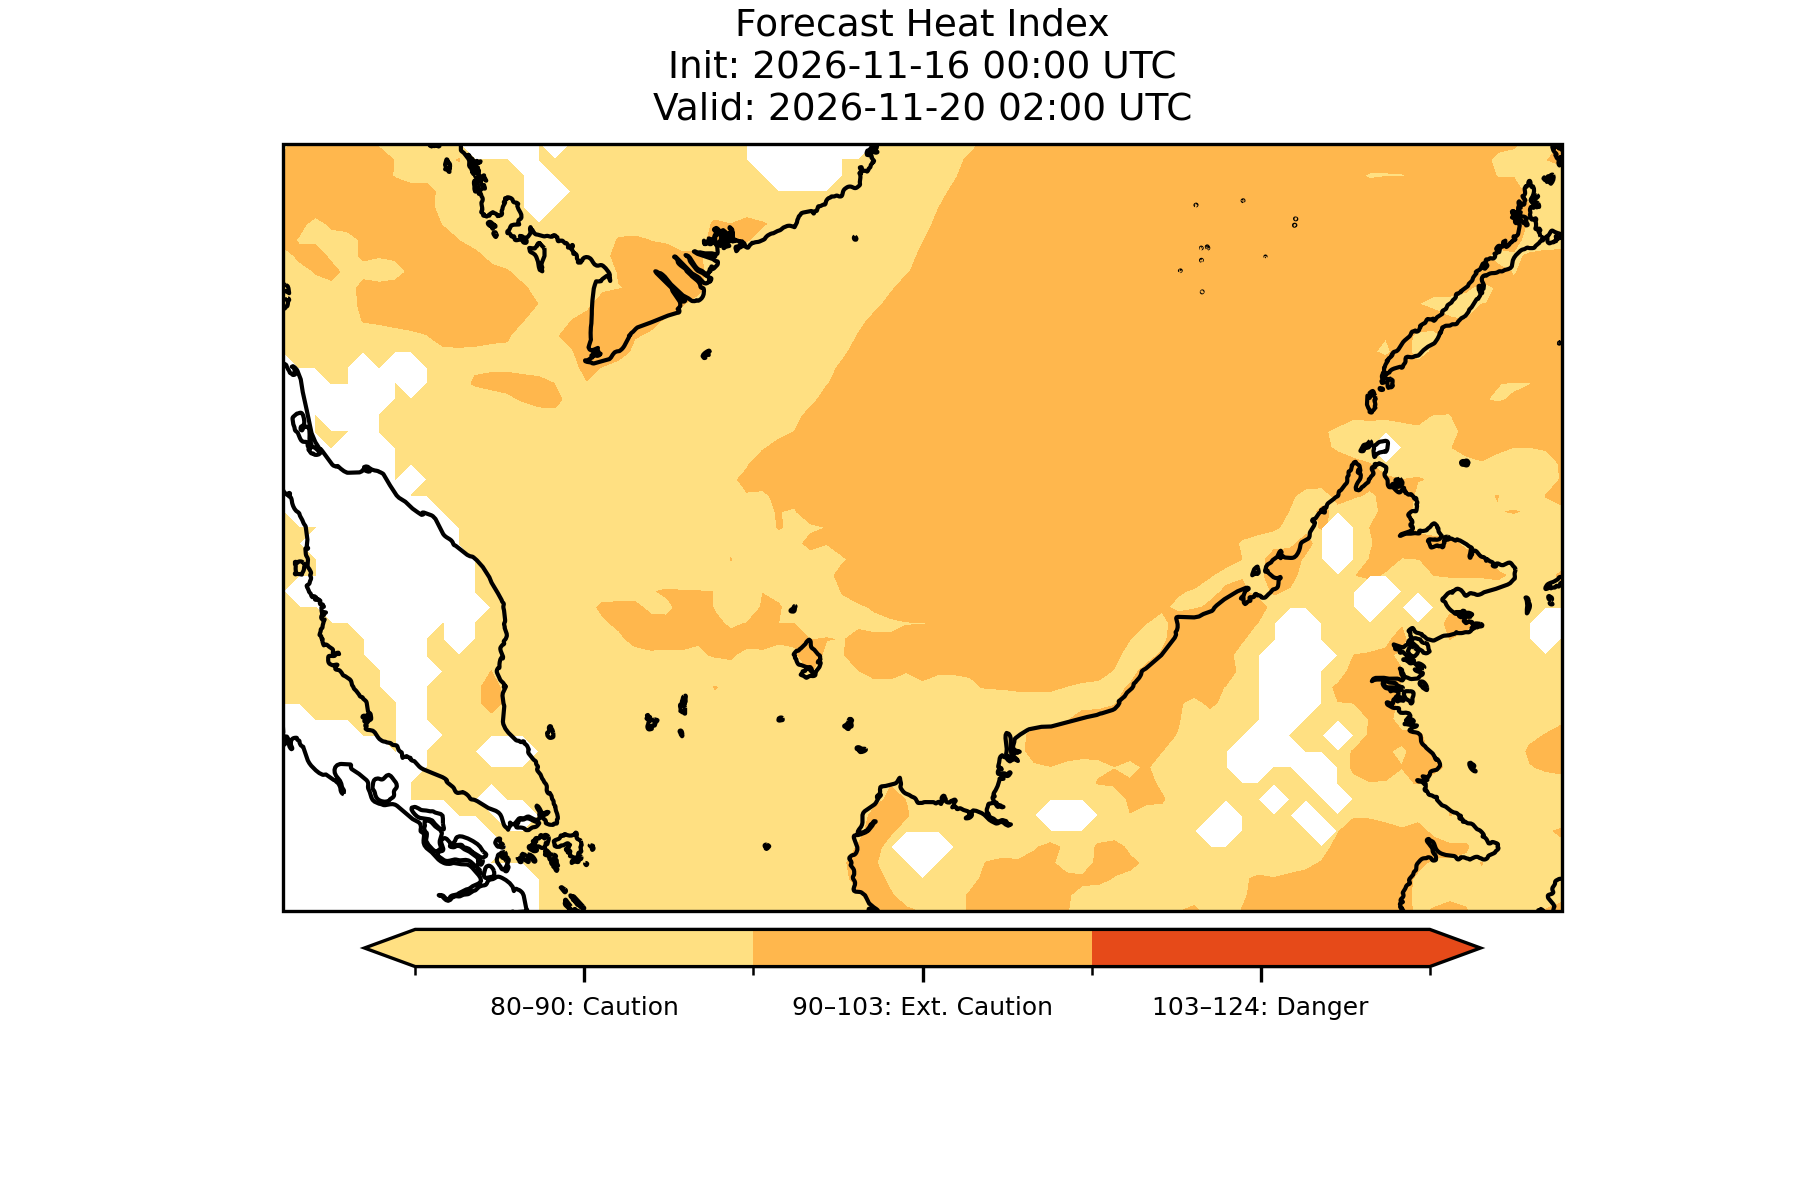 Forecast Heat Index
Init: 2026-11-16 00:00 UTC
Valid: 2026-11-20 02:00 UTC
80–90: Caution
90–103: Ext. Caution
103–124: Danger